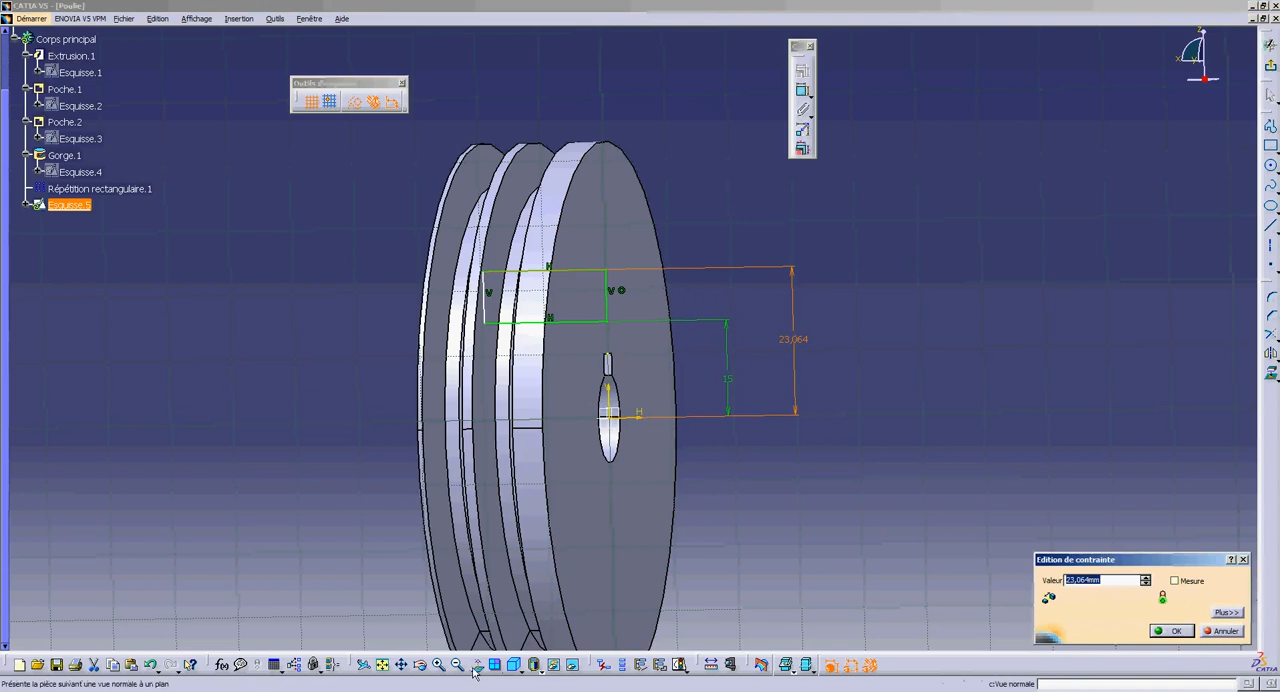 CATIA V5 - [Poulie]
Démarrer ENOVIA V5 VPM Fichier Edition Affichage Insertion Outils Fenêtre Aide
Corps principal
Extrusion.1
Esquisse.1
Poche.1
Esquisse.2
Poche.2
Esquisse.3
Gorge.1
Esquisse.4
Répétition rectangulaire.1
Esquisse.5
z
x
y
H
V
V
H
23,064
15
H
Edition de contrainte
Valeur 23,064mm
Mesure
Plus>>
OK
Annuler
f(x)
CATIA
Présente la pièce suivant une vue normale à un plan
c:Vue normale